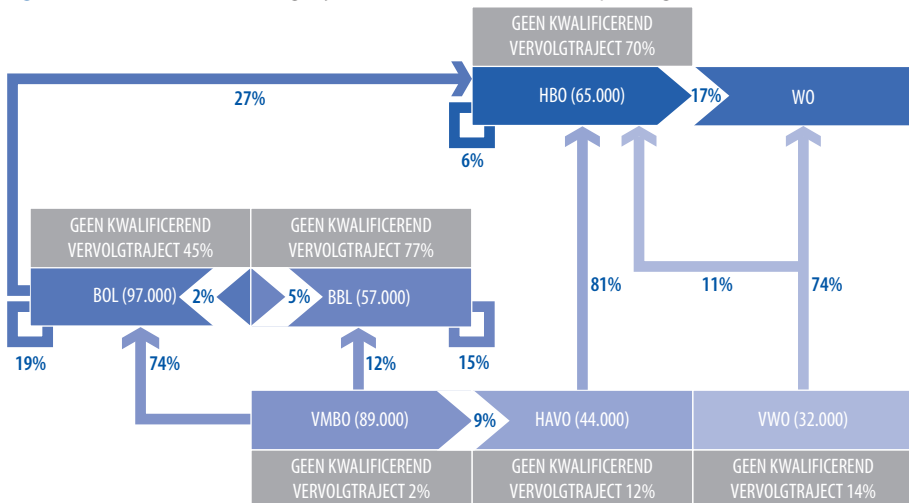 GEEN KWALIFICEREND
VERVOLGTRAJECT 70%
27%
HBO (65.000)
17%
WO
6%
GEEN KWALIFICEREND
VERVOLGTRAJECT 45%
GEEN KWALIFICEREND
VERVOLGTRAJECT 77%
BOL (97.000)
2%
5%
BBL (57.000)
81%
11%
74%
19%
74%
12%
15%
VMBO (89.000)
9%
HAVO (44.000)
VWO (32.000)
GEEN KWALIFICEREND
VERVOLGTRAJECT 2%
GEEN KWALIFICEREND
VERVOLGTRAJECT 12%
GEEN KWALIFICEREND
VERVOLGTRAJECT 14%